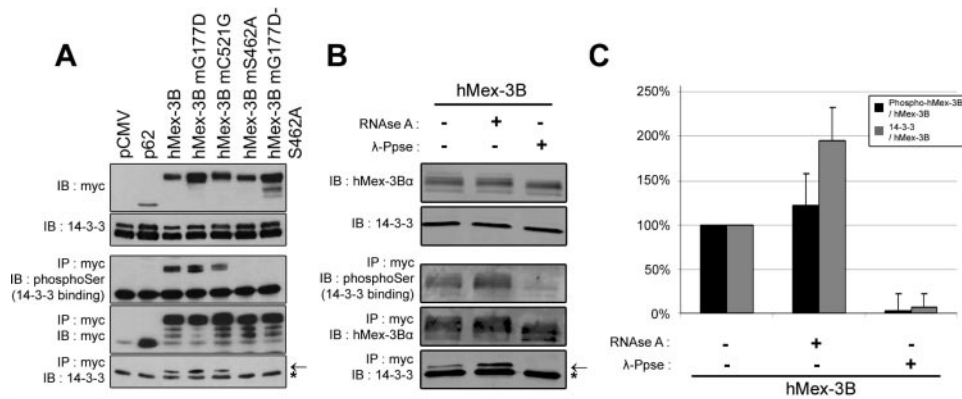 A
pCMV
p62
hMex-3B
hMex-3B mG177D
hMex-3B mC521G
hMex-3B mS462A
hMex-3B mG177D-
S462A
IB : myc
IB : 14-3-3
IP : myc
IB : phosphoSer
(14-3-3 binding)
IP : myc
IB : myc
IP : myc
IB : 14-3-3
←
*
B
hMex-3B
RNAse A : - + -
λ-Ppse : - - +
IB : hMex-3Bα
IB : 14-3-3
IP : myc
IB : phosphoSer
(14-3-3 binding)
IP : myc
IB : hMex-3Bα
IP : myc
IB : 14-3-3
←
*
C
300%
250%
200%
150%
100%
50%
0%
Phospho-hMex-3B
/ hMex-3B
14-3-3
/ hMex-3B
RNAse A : - + -
λ-Ppse : - - +
hMex-3B